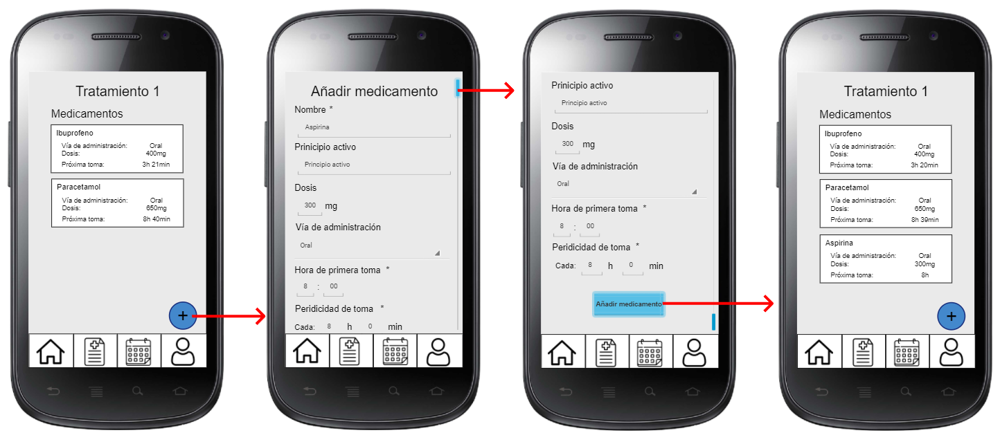 Tratamiento 1
Medicamentos
Ibuprofeno
Vía de administración: Oral
Dosis: 400mg
Próxima toma: 3h 21min
Paracetamol
Vía de administración: Oral
Dosis: 650mg
Próxima toma: 8h 40min
+
Añadir medicamento
Nombre *
Aspirina
Prinicipio activo
Principio activo
Dosis
300 mg
Vía de administración
Oral
Hora de primera toma *
8 : 00
Peridicidad de toma *
Cada: 8 h 0 min
Prinicipio activo
Principio activo
Dosis
300 mg
Vía de administración
Oral
Hora de primera toma *
8 : 00
Peridicidad de toma *
Cada: 8 h 0 min
Añadir medicamento
Tratamiento 1
Medicamentos
Ibuprofeno
Vía de administración: Oral
Dosis: 400mg
Próxima toma: 3h 20min
Paracetamol
Vía de administración: Oral
Dosis: 650mg
Próxima toma: 8h 39min
Aspirina
Vía de administración: Oral
Dosis: 300mg
Próxima toma: 8h
+